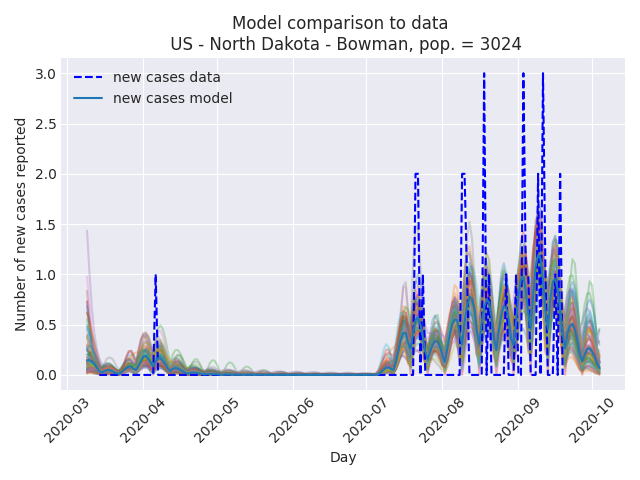 Model comparison to data
US - North Dakota - Bowman, pop. = 3024
new cases data
new cases model
Number of new cases reported
3.0
2.5
2.0
1.5
1.0
0.5
0.0
2020-03
2020-04
2020-05
2020-06
2020-07
2020-08
2020-09
2020-10
Day